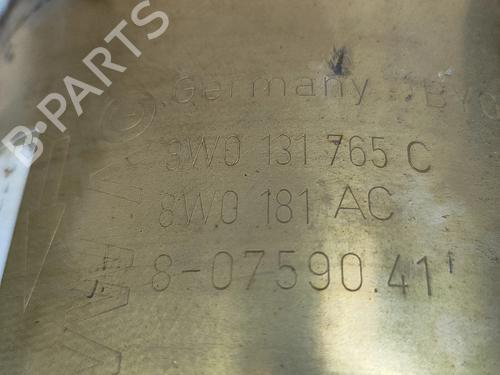 B-PARTS
Germany
8W0 131 765 C
8W0 181 AC
8-07590.41